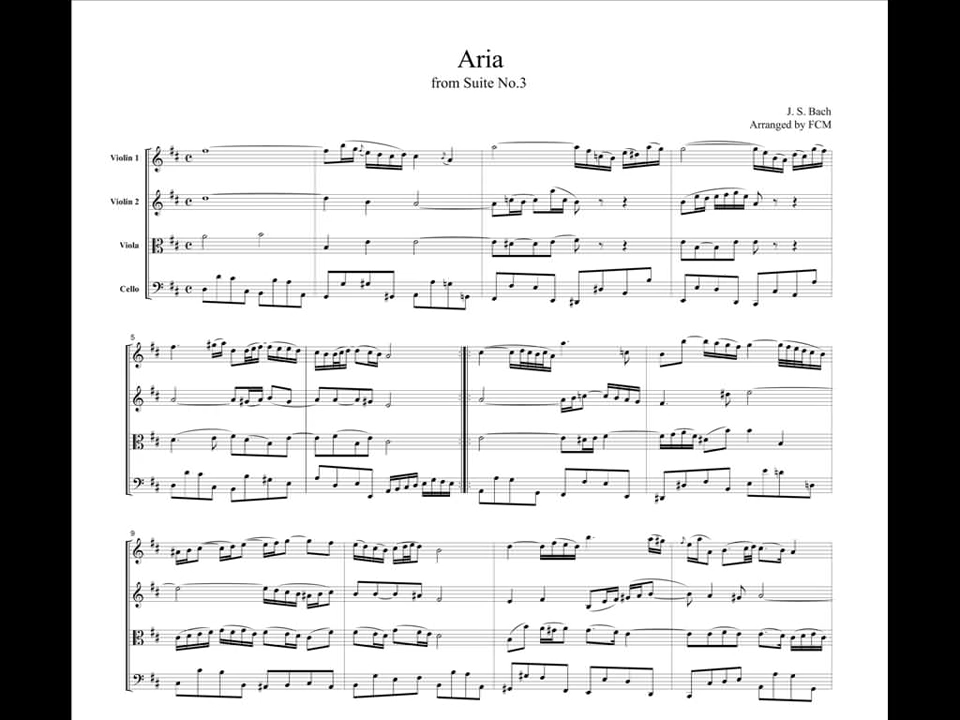 Aria
from Suite No.3
J. S. Bach
Arranged by FCM
Violin 1
Violin 2
Viola
Cello
5
9